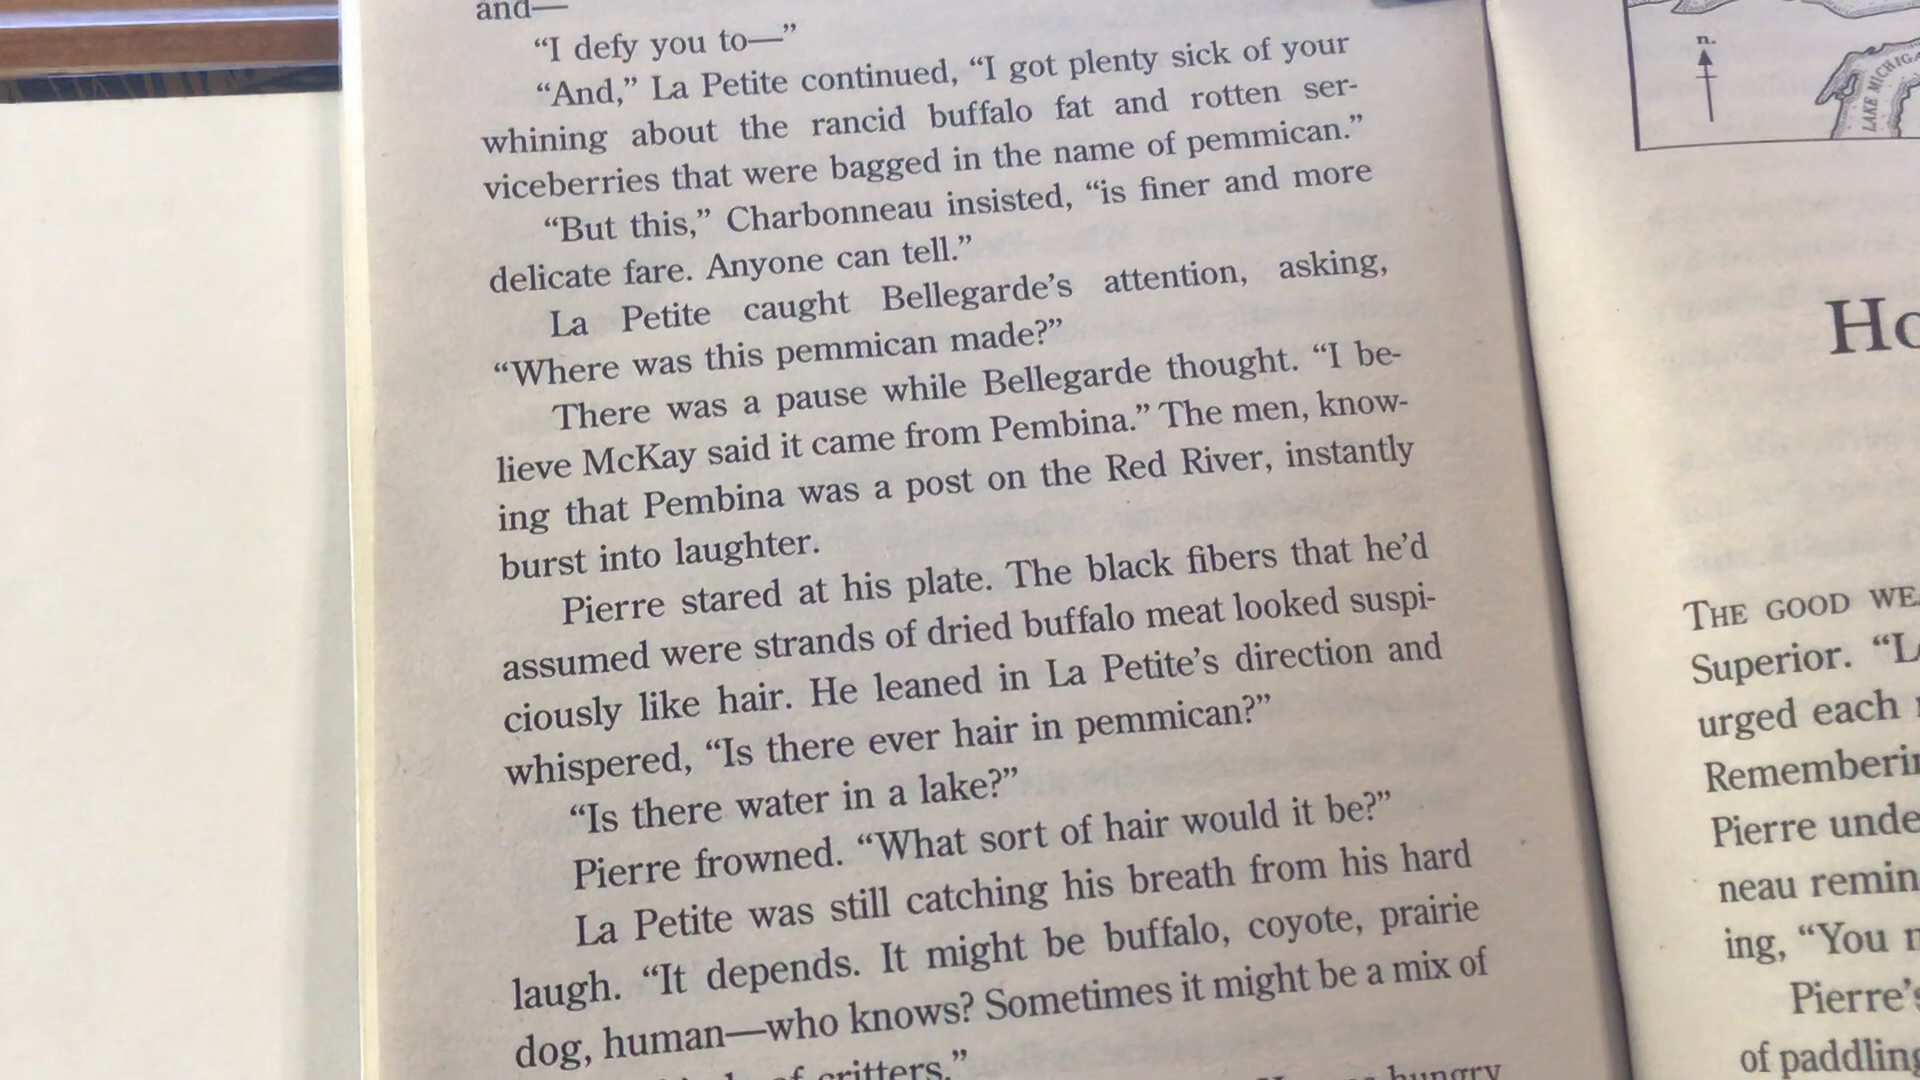 and—
“I defy you to—”
“And,” La Petite continued, “I got plenty sick of your
whining about the rancid buffalo fat and rotten ser-
viceberries that were bagged in the name of pemmican.”
“But this,” Charbonneau insisted, “is finer and more
delicate fare. Anyone can tell.”
La Petite caught Bellegarde’s attention, asking,
“Where was this pemmican made?”
There was a pause while Bellegarde thought. “I be-
lieve McKay said it came from Pembina.” The men, know-
ing that Pembina was a post on the Red River, instantly
burst into laughter.
Pierre stared at his plate. The black fibers that he’d
assumed were strands of dried buffalo meat looked suspi-
ciously like hair. He leaned in La Petite’s direction and
whispered, “Is there ever hair in pemmican?”
“Is there water in a lake?”
Pierre frowned. “What sort of hair would it be?”
La Petite was still catching his breath from his hard
laugh. “It depends. It might be buffalo, coyote, prairie
dog, human—who knows? Sometimes it might be a mix of
of critters.”
hungry
n.
LAKE MICHIGA
Ho
THE GOOD WE
Superior. “L
urged each
Rememberin
Pierre unde
neau remin
ing, “You n
Pierre’s
of paddling